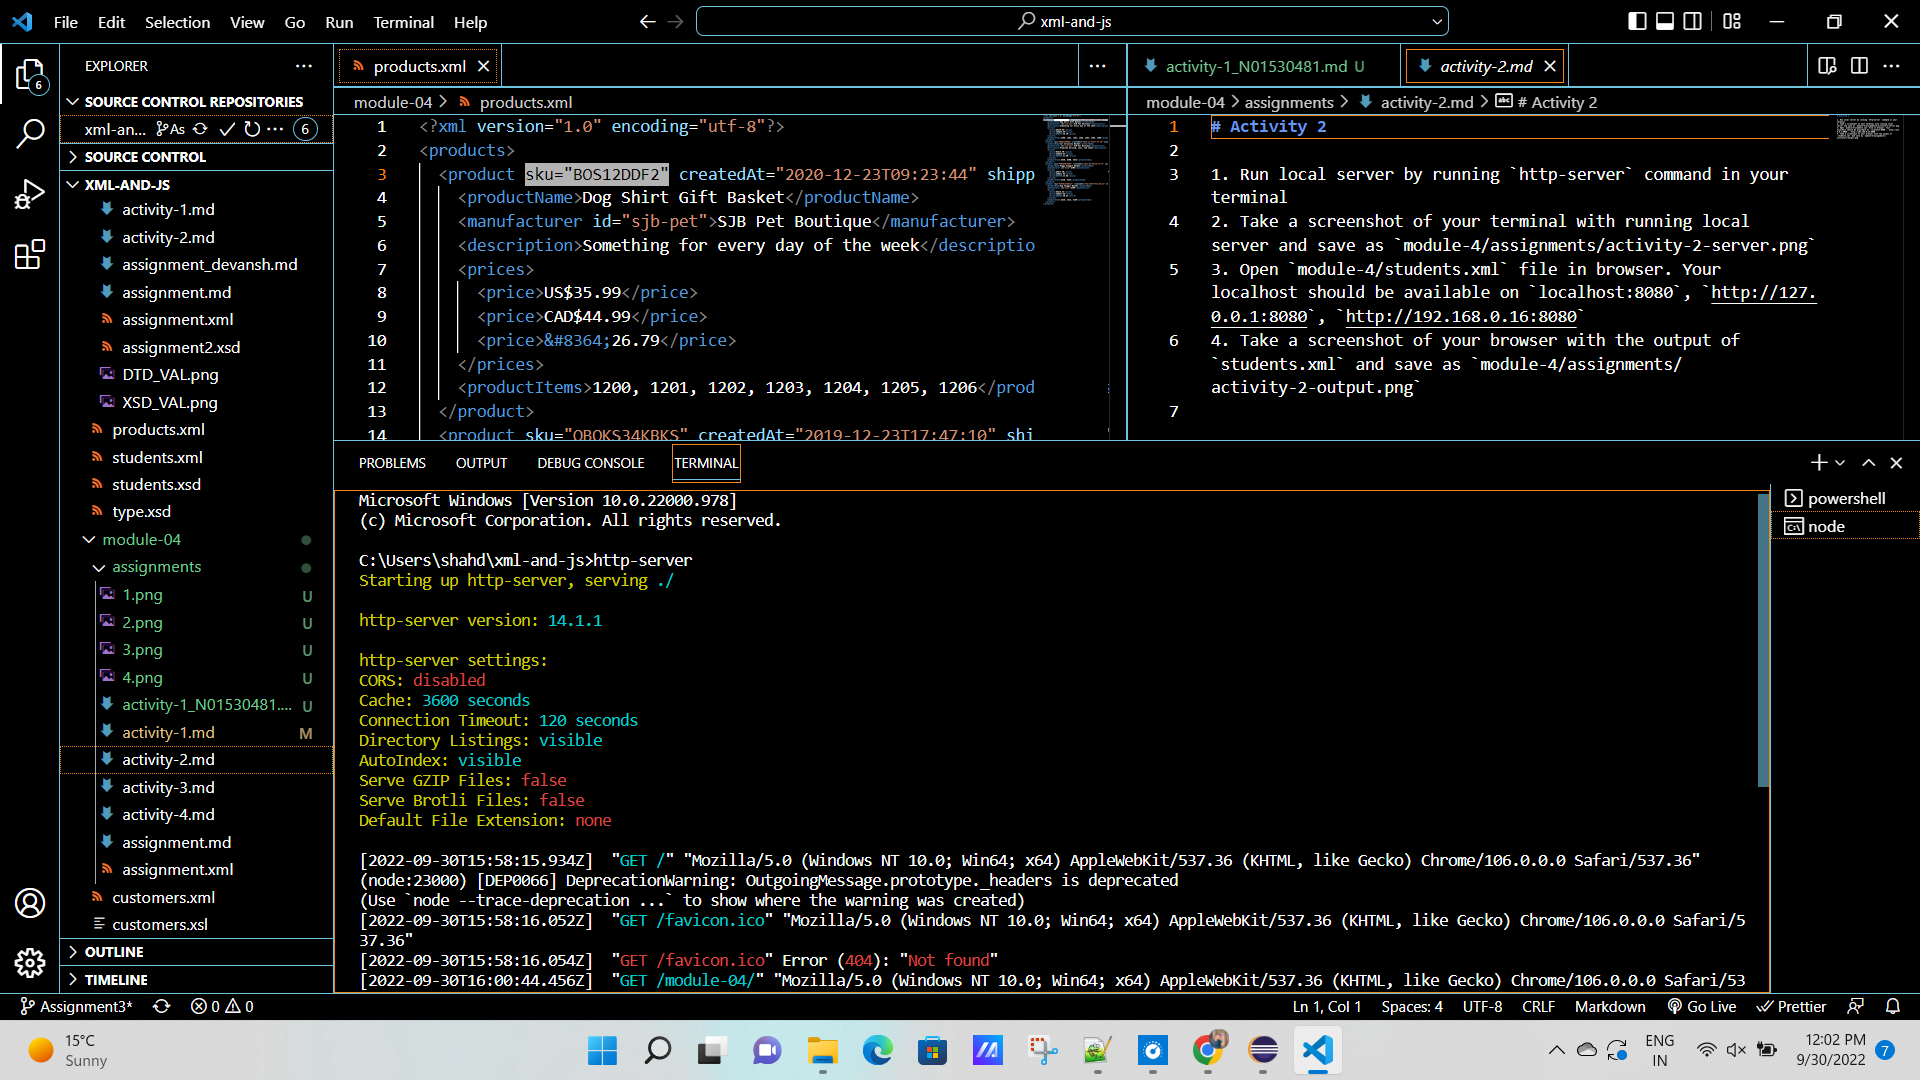 File Edit Selection View Go Run Terminal Help
xml-and-js
EXPLORER
SOURCE CONTROL REPOSITORIES
xml-an... As 6
SOURCE CONTROL
XML-AND-JS
activity-1.md
activity-2.md
assignment_devansh.md
assignment.md
assignment.xml
assignment2.xsd
DTD_VAL.png
XSD_VAL.png
products.xml
students.xml
students.xsd
type.xsd
module-04
assignments
1.png U
2.png U
3.png U
4.png U
activity-1_N01530481.... U
activity-1.md M
activity-2.md
activity-3.md
activity-4.md
assignment.md
assignment.xml
customers.xml
customers.xsl
OUTLINE
TIMELINE
products.xml
module-04 > products.xml
1 <?xml version="1.0" encoding="utf-8"?>
2 <products>
3 <product sku="BOS12DDF2" createdAt="2020-12-23T09:23:44" shipp
4 <productName>Dog Shirt Gift Basket</productName>
5 <manufacturer id="sjb-pet">SJB Pet Boutique</manufacturer>
6 <description>Something for every day of the week</descriptio
7 <prices>
8 <price>US$35.99</price>
9 <price>CAD$44.99</price>
10 <price>&#8364;26.79</price>
11 </prices>
12 <productItems>1200, 1201, 1202, 1203, 1204, 1205, 1206</prod
13 </product>
14 <product sku="OBOKS34KBKS" createdAt="2019-12-23T17:47:10" shi
activity-1_N01530481.md U
activity-2.md
module-04 > assignments > activity-2.md > # Activity 2
1 # Activity 2
2
3 1. Run local server by running `http-server` command in your
terminal
4 2. Take a screenshot of your terminal with running local
server and save as `module-4/assignments/activity-2-server.png`
5 3. Open `module-4/students.xml` file in browser. Your
localhost should be available on `localhost:8080`, `http://127.
0.0.1:8080`, `http://192.168.0.16:8080`
6 4. Take a screenshot of your browser with the output of
`students.xml` and save as `module-4/assignments/
activity-2-output.png`
7
PROBLEMS OUTPUT DEBUG CONSOLE TERMINAL
Microsoft Windows [Version 10.0.22000.978]
(c) Microsoft Corporation. All rights reserved.
C:\Users\shahd\xml-and-js>http-server
Starting up http-server, serving ./
http-server version: 14.1.1
http-server settings:
CORS: disabled
Cache: 3600 seconds
Connection Timeout: 120 seconds
Directory Listings: visible
AutoIndex: visible
Serve GZIP Files: false
Serve Brotli Files: false
Default File Extension: none
[2022-09-30T15:58:15.934Z] "GET /" "Mozilla/5.0 (Windows NT 10.0; Win64; x64) AppleWebKit/537.36 (KHTML, like Gecko) Chrome/106.0.0.0 Safari/537.36"
(node:23000) [DEP0066] DeprecationWarning: OutgoingMessage.prototype._headers is deprecated
(Use `node --trace-deprecation ...` to show where the warning was created)
[2022-09-30T15:58:16.052Z] "GET /favicon.ico" "Mozilla/5.0 (Windows NT 10.0; Win64; x64) AppleWebKit/537.36 (KHTML, like Gecko) Chrome/106.0.0.0 Safari/5
37.36"
[2022-09-30T15:58:16.054Z] "GET /favicon.ico" Error (404): "Not found"
[2022-09-30T16:00:44.456Z] "GET /module-04/" "Mozilla/5.0 (Windows NT 10.0; Win64; x64) AppleWebKit/537.36 (KHTML, like Gecko) Chrome/106.0.0.0 Safari/53
powershell
node
6
Assignment3* 0 0
Ln 1, Col 1 Spaces: 4 UTF-8 CRLF Markdown Go Live Prettier
15°C
Sunny
ENG
IN
12:02 PM
9/30/2022
7